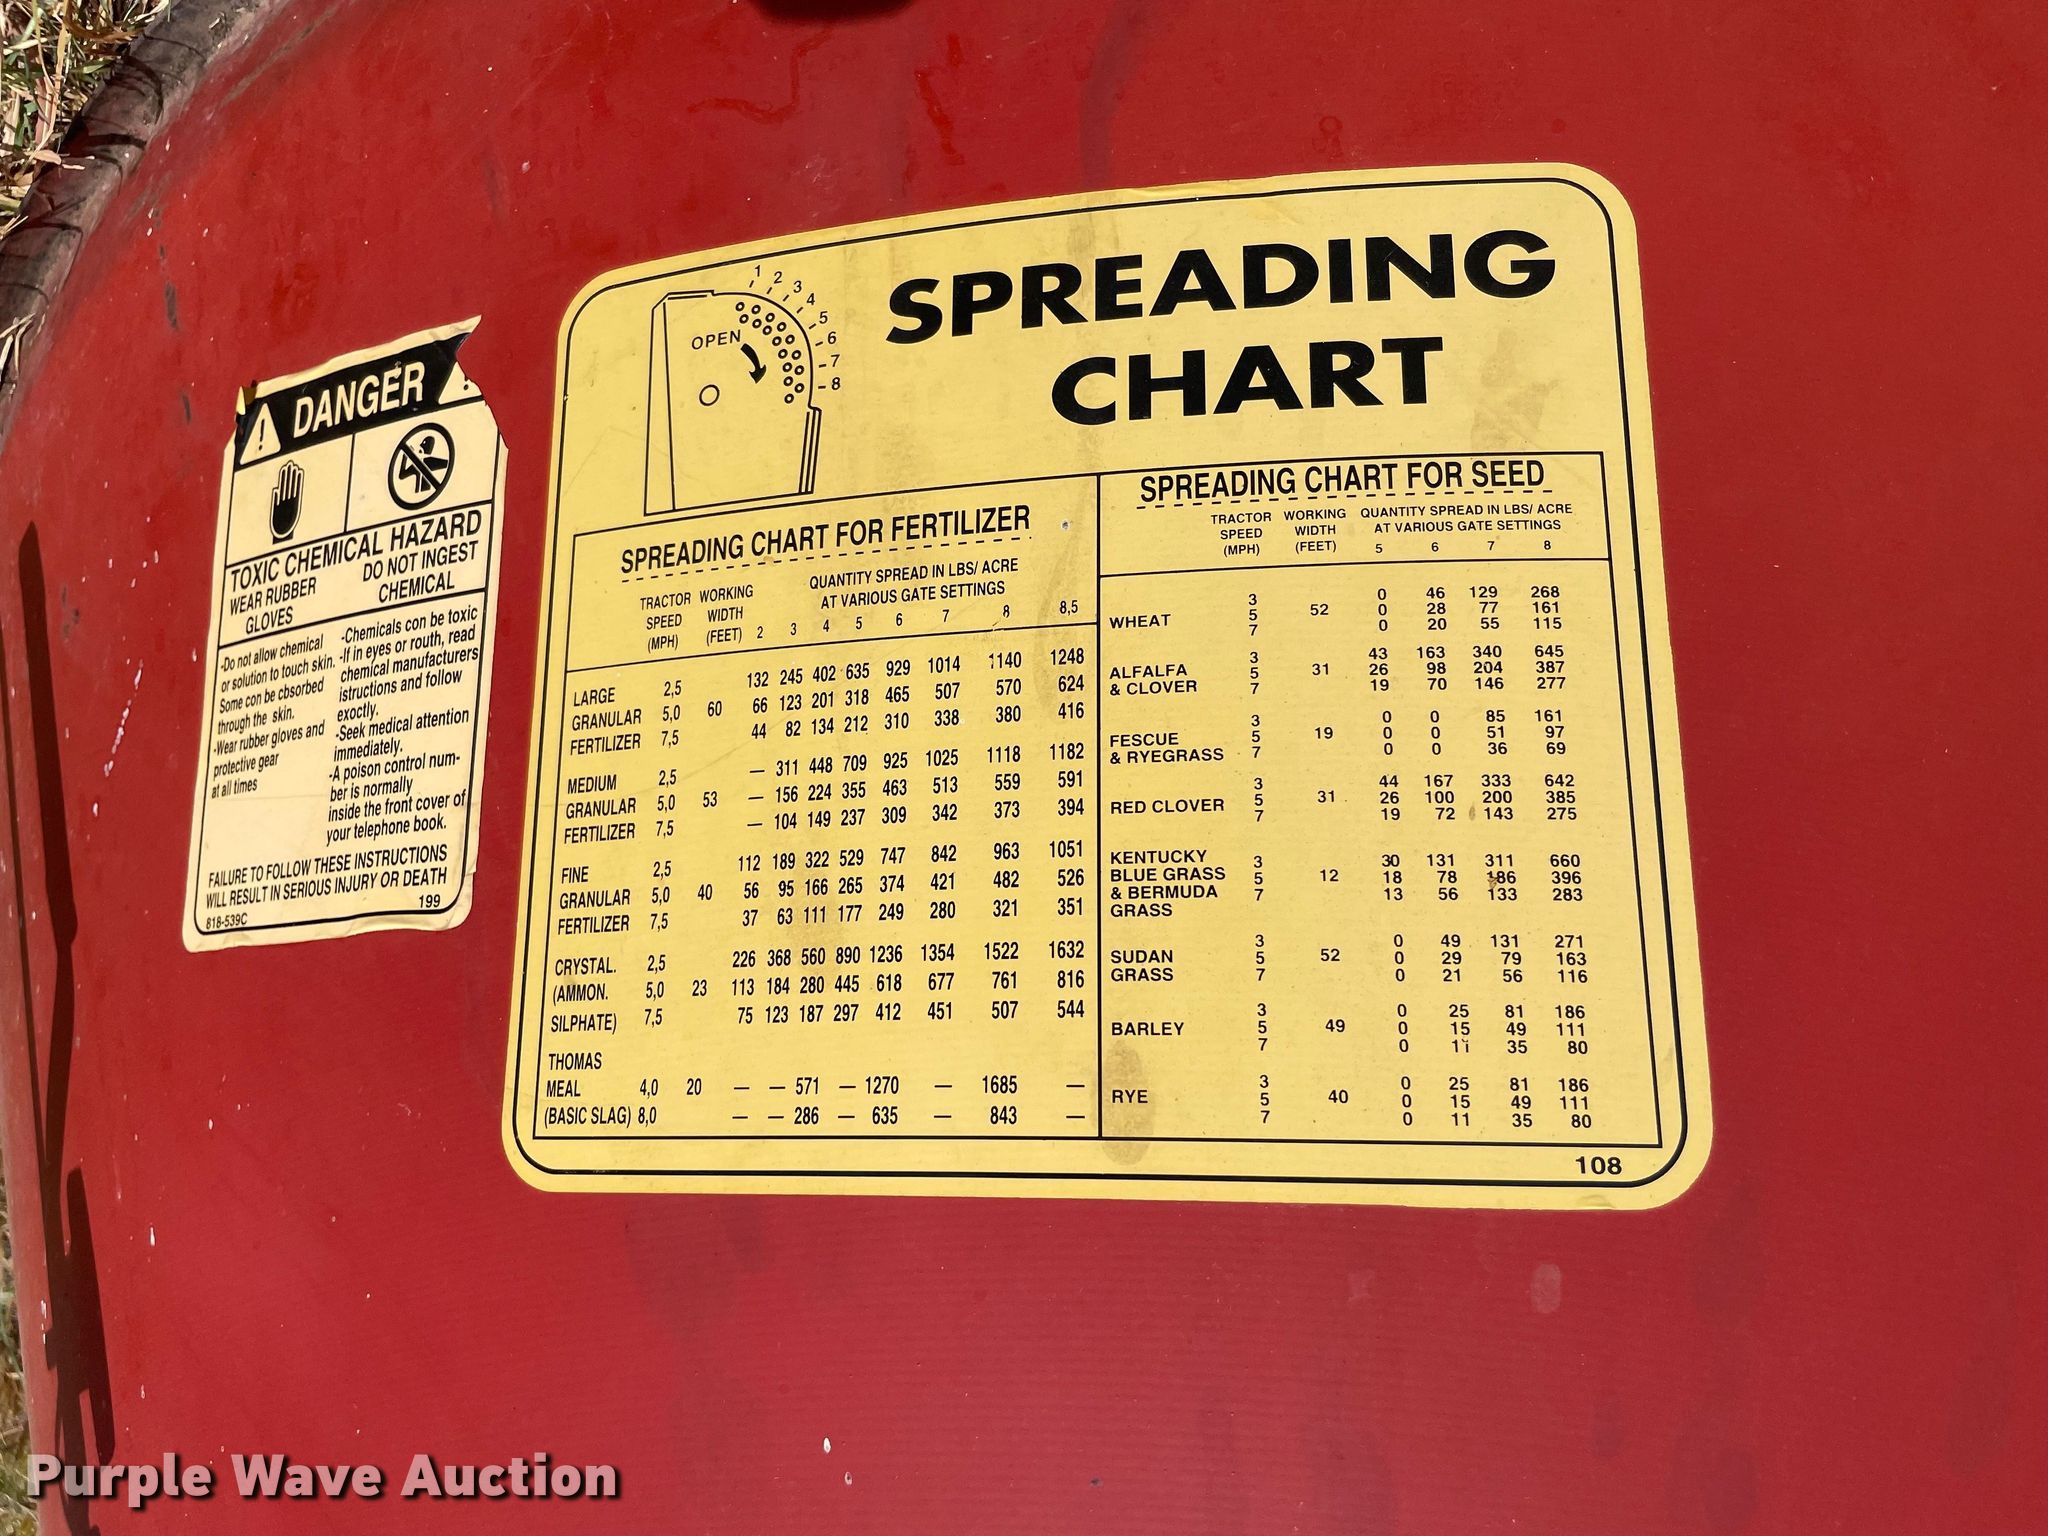 DANGER
TOXIC CHEMICAL HAZARD
WEAR RUBBER
GLOVES
DO NOT INGEST
CHEMICAL
-Do not allow chemical
or solution to touch skin.
Some can be cbsorbed
through the skin.
-Wear rubber gloves and
protective gear
at all times
-Chemicals can be toxic
-If in eyes or routh, read
chemical manufacturers
istructions and follow
exactly.
-Seek medical attention
immediately.
-A poison control num-
ber is normally
inside the front cover of
your telephone book.
FAILURE TO FOLLOW THESE INSTRUCTIONS
WILL RESULT IN SERIOUS INJURY OR DEATH
818-539C 199
OPEN
1
2
3
4
5
6
7
8
SPREADING
CHART
SPREADING CHART FOR FERTILIZER
TRACTOR WORKING QUANTITY SPREAD IN LBS/ ACRE
SPEED WIDTH AT VARIOUS GATE SETTINGS
(MPH) (FEET) 2 3 4 5 6 7 8 8,5
LARGE 2,5 132 245 402 635 929 1014 1140 1248
GRANULAR 5,0 60 66 123 201 318 465 507 570 624
FERTILIZER 7,5 44 82 134 212 310 338 380 416
MEDIUM 2,5 — 311 448 709 925 1025 1118 1182
GRANULAR 5,0 53 — 156 224 355 463 513 559 591
FERTILIZER 7,5 — 104 149 237 309 342 373 394
FINE 2,5 112 189 322 529 747 842 963 1051
GRANULAR 5,0 40 56 95 166 265 374 421 482 526
FERTILIZER 7,5 37 63 111 177 249 280 321 351
CRYSTAL. 2,5 226 368 560 890 1236 1354 1522 1632
(AMMON. 5,0 23 113 184 280 445 618 677 761 816
SILPHATE) 7,5 75 123 187 297 412 451 507 544
THOMAS
MEAL 4,0 20 — — 571 — 1270 — 1685 —
(BASIC SLAG) 8,0 — — 286 — 635 — 843 —
SPREADING CHART FOR SEED
TRACTOR WORKING QUANTITY SPREAD IN LBS/ ACRE
SPEED WIDTH AT VARIOUS GATE SETTINGS
(MPH) (FEET) 5 6 7 8
3 0 46 129 268
WHEAT 5 52 0 28 77 161
7 0 20 55 115
3 43 163 340 645
ALFALFA 5 31 26 98 204 387
& CLOVER 7 19 70 146 277
3 0 0 85 161
FESCUE 5 19 0 0 51 97
& RYEGRASS 7 0 0 36 69
3 44 167 333 642
RED CLOVER 5 31 26 100 200 385
7 19 72 143 275
KENTUCKY 3 30 131 311 660
BLUE GRASS 5 12 18 78 186 396
& BERMUDA 7 13 56 133 283
GRASS
3 0 49 131 271
SUDAN 5 52 0 29 79 163
GRASS 7 0 21 56 116
3 0 25 81 186
BARLEY 5 49 0 15 49 111
7 0 11 35 80
3 0 25 81 186
RYE 5 40 0 15 49 111
7 0 11 35 80
108
Purple Wave Auction